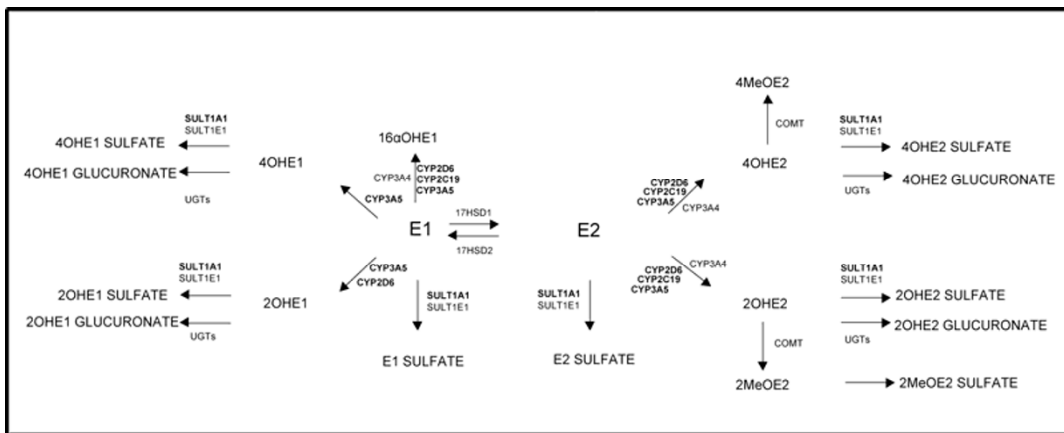 4MeOE2
SULT1A1
SULT1E1
4OHE1 SULFATE
4OHE1 GLUCURONATE
UGTs
4OHE1
16αOHE1
CYP3A4
CYP2D6
CYP2C19
CYP3A5
CYP3A5
COMT
4OHE2
SULT1A1
SULT1E1
4OHE2 SULFATE
4OHE2 GLUCURONATE
UGTs
CYP2D6
CYP2C19
CYP3A5
CYP3A4
E1
17HSD1
17HSD2
E2
CYP3A5
CYP2D6
CYP2D6
CYP2C19
CYP3A5
CYP3A4
SULT1A1
SULT1E1
2OHE1 SULFATE
2OHE1 GLUCURONATE
UGTs
2OHE1
SULT1A1
SULT1E1
E1 SULFATE
SULT1A1
SULT1E1
E2 SULFATE
2OHE2
SULT1A1
SULT1E1
2OHE2 SULFATE
2OHE2 GLUCURONATE
UGTs
COMT
2MeOE2
2MeOE2 SULFATE